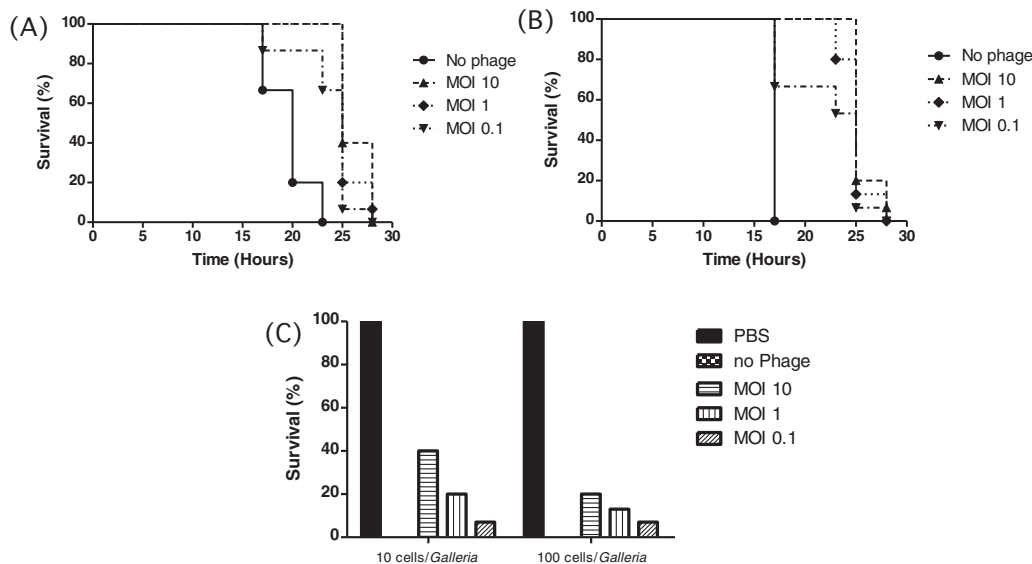 (A)
100
80
60
40
20
0
Survival (%)
0 5 10 15 20 25 30
Time (Hours)
No phage
MOI 10
MOI 1
MOI 0.1
(B)
100
80
60
40
20
0
Survival (%)
0 5 10 15 20 25 30
Time (Hours)
No phage
MOI 10
MOI 1
MOI 0.1
(C)
100
80
60
40
20
0
Survival (%)
10 cells/Galleria 100 cells/Galleria
PBS
no Phage
MOI 10
MOI 1
MOI 0.1